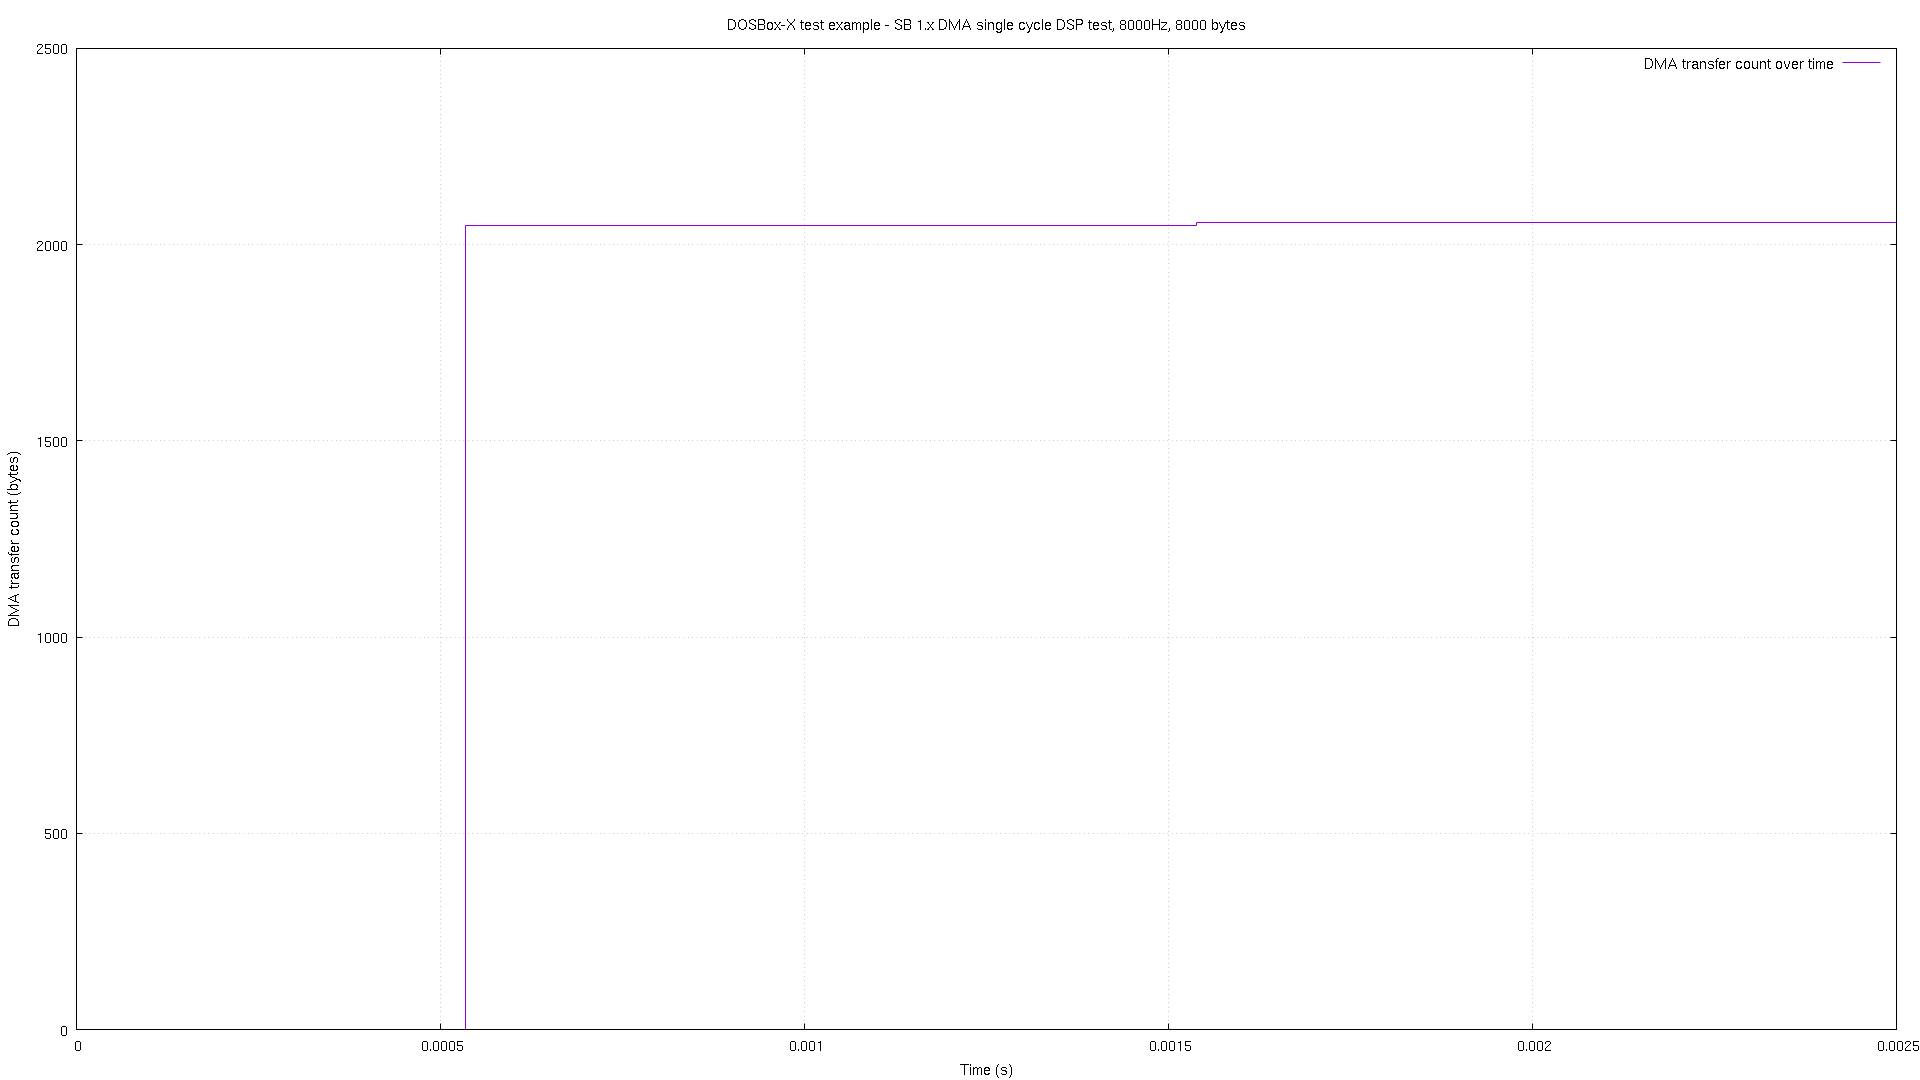 DOSBox-X test example - SB 1.x DMA single cycle DSP test, 8000Hz, 8000 bytes
DMA transfer count over time
2500
2000
1500
1000
500
0
DMA transfer count (bytes)
0 0.0005 0.001 0.0015 0.002 0.0025
Time (s)